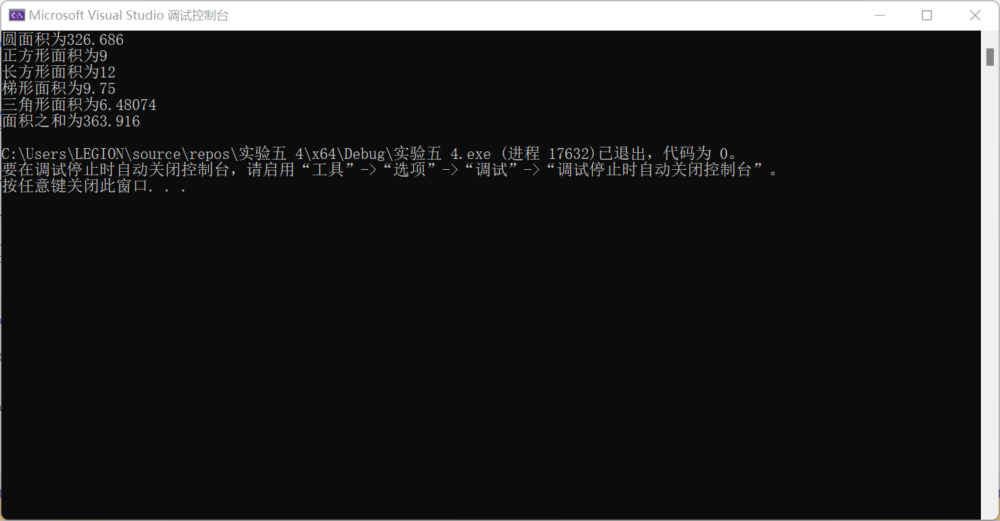 Microsoft Visual Studio 调试控制台
圆面积为326.686
正方形面积为9
长方形面积为12
梯形面积为9.75
三角形面积为6.48074
面积之和为363.916
C:\Users\LEGION\source\repos\实验五 4\x64\Debug\实验五 4.exe (进程 17632)已退出，代码为 0。
要在调试停止时自动关闭控制台，请启用“工具”->“选项”->“调试”->“调试停止时自动关闭控制台”。
按任意键关闭此窗口. . .